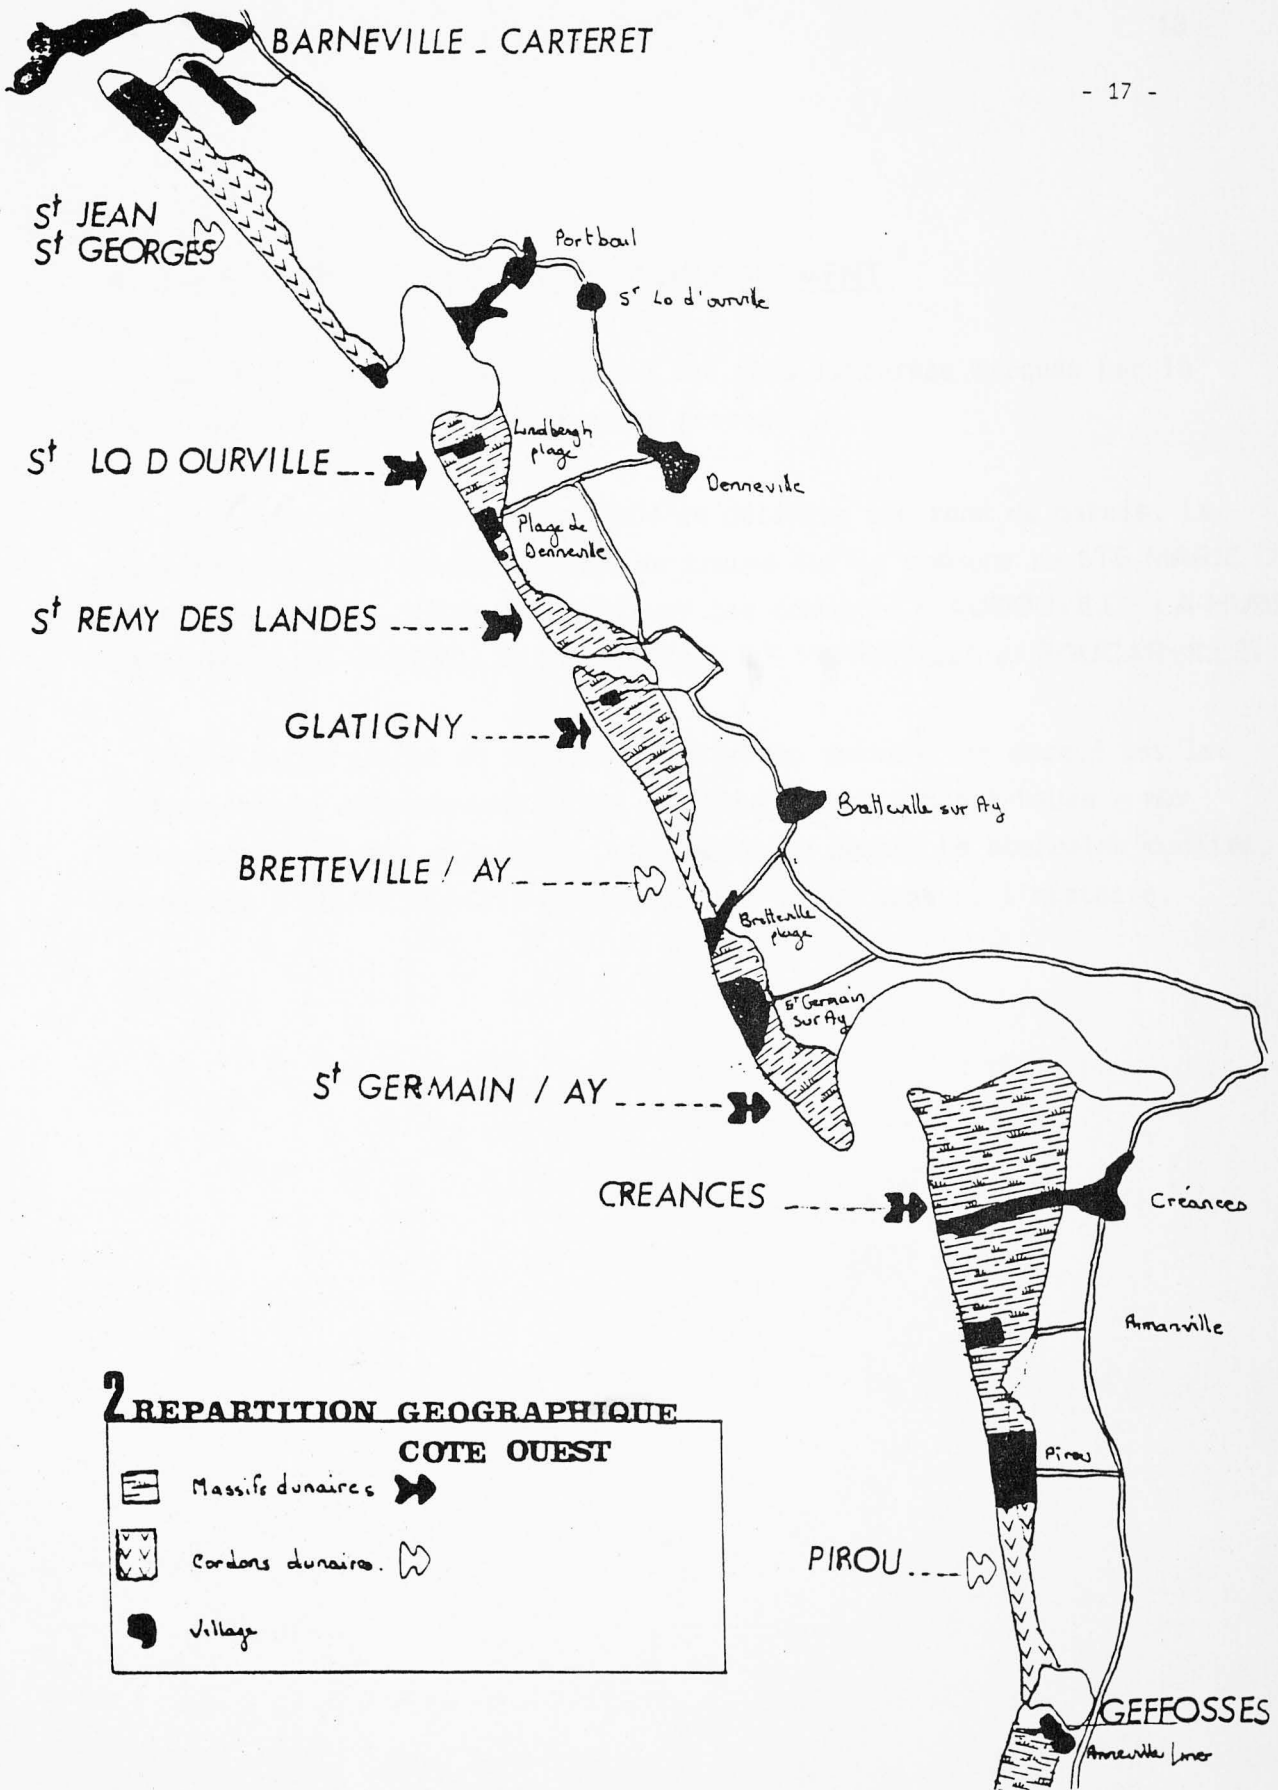 BARNEVILLE - CARTERET
- 17 -
St JEAN
St GEORGES
Portbail
St Lo d'ourville
Lindbergh
plage
St LO D OURVILLE
Denneville
Plage de
Denneville
St REMY DES LANDES
GLATIGNY
Bretteville sur Ay
BRETTEVILLE / AY
Bretteville
plage
St Germain
sur Ay
St GERMAIN / AY
CREANCES
Créances
Armanville
2 REPARTITION GEOGRAPHIQUE
COTE OUEST
Massifs dunaires
Cordons dunaires.
Village
Pirou
PIROU
GEFFOSSES
Anneville / mer